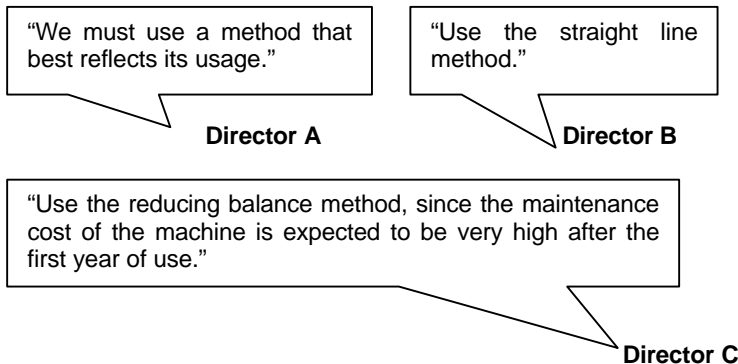 “We must use a method that
best reflects its usage.”
“Use the straight line
method.”
Director A
Director B
“Use the reducing balance method, since the maintenance
cost of the machine is expected to be very high after the
first year of use.”
Director C